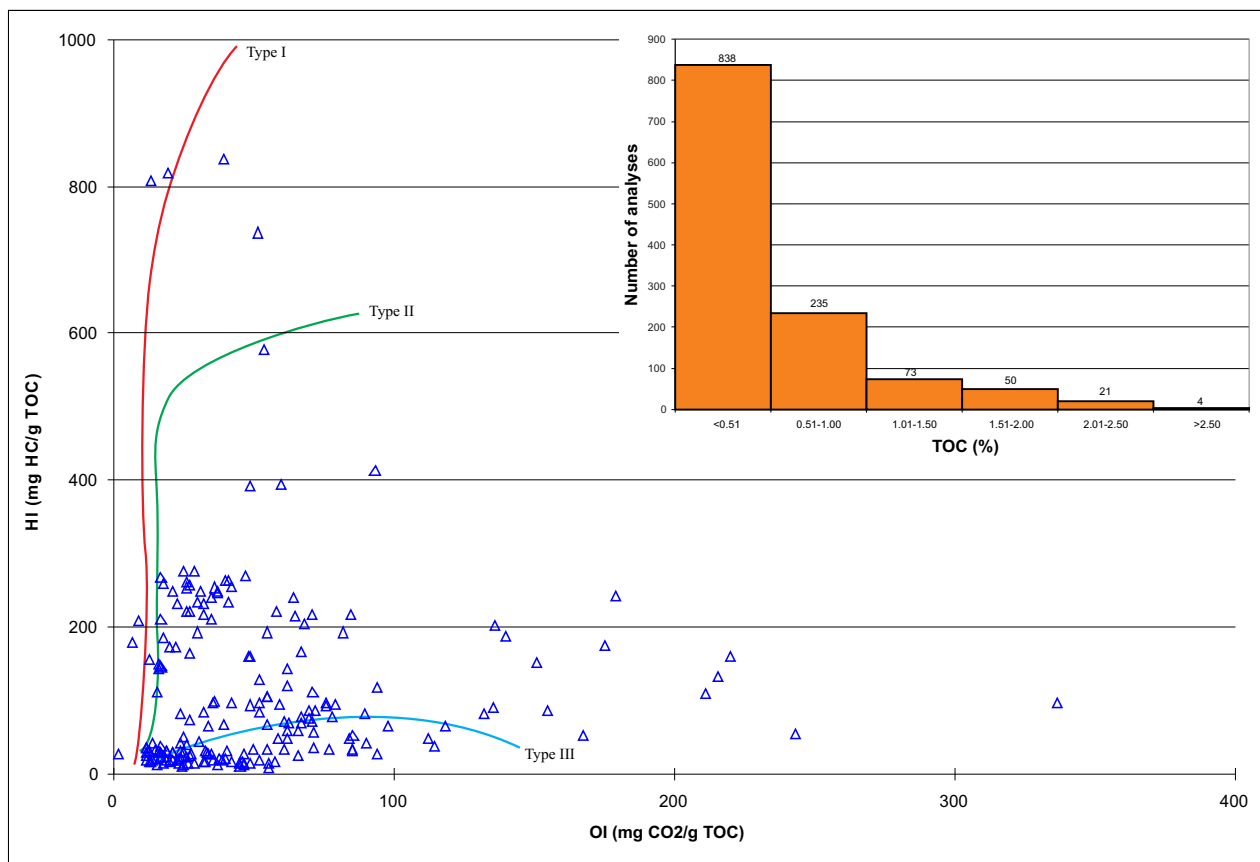 1000
800
600
400
200
0
HI (mg HC/g TOC)
Type I
Type II
Type III
0 100 200 300 400
OI (mg CO2/g TOC)
900
800
700
600
500
400
300
200
100
0
Number of analyses
838
235
73
50
21
4
<0.51 0.51-1.00 1.01-1.50 1.51-2.00 2.01-2.50 >2.50
TOC (%)